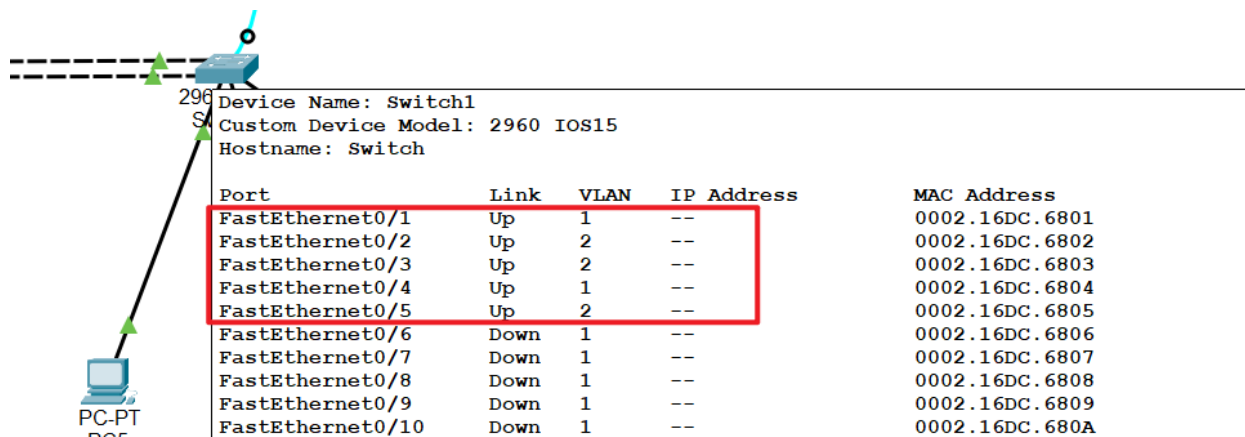 296
Device Name: Switch1
Custom Device Model: 2960 IOS15
Hostname: Switch
Port Link VLAN IP Address MAC Address
FastEthernet0/1 Up 1 -- 0002.16DC.6801
FastEthernet0/2 Up 2 -- 0002.16DC.6802
FastEthernet0/3 Up 2 -- 0002.16DC.6803
FastEthernet0/4 Up 1 -- 0002.16DC.6804
FastEthernet0/5 Up 2 -- 0002.16DC.6805
FastEthernet0/6 Down 1 -- 0002.16DC.6806
FastEthernet0/7 Down 1 -- 0002.16DC.6807
FastEthernet0/8 Down 1 -- 0002.16DC.6808
FastEthernet0/9 Down 1 -- 0002.16DC.6809
FastEthernet0/10 Down 1 -- 0002.16DC.680A
PC-PT